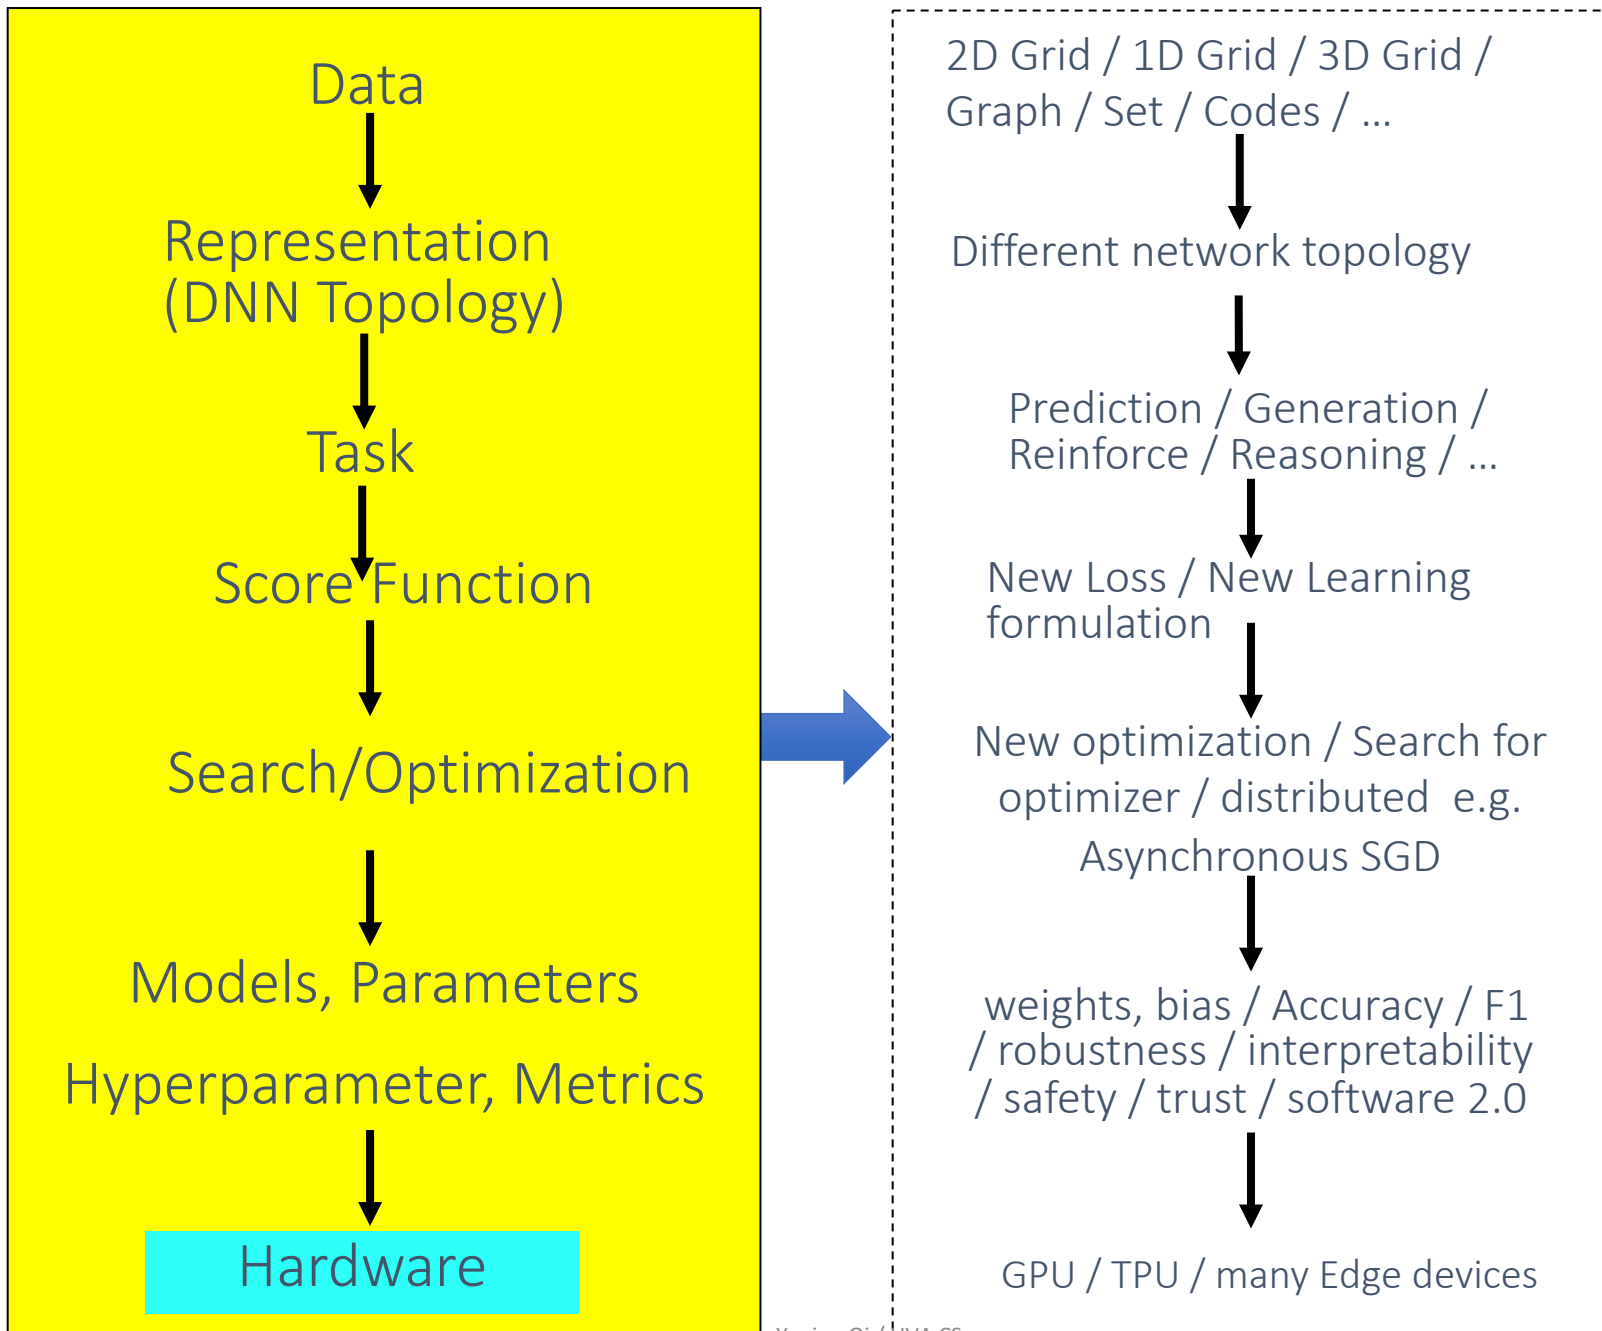 Data
Representation
(DNN Topology)
Task
Score Function
Search/Optimization
Models, Parameters
Hyperparameter, Metrics
Hardware
2D Grid / 1D Grid / 3D Grid /
Graph / Set / Codes / ...
Different network topology
Prediction / Generation /
Reinforce / Reasoning / ...
New Loss / New Learning
formulation
New optimization / Search for
optimizer / distributed e.g.
Asynchronous SGD
weights, bias / Accuracy / F1
/ robustness / interpretability
/ safety / trust / software 2.0
GPU / TPU / many Edge devices